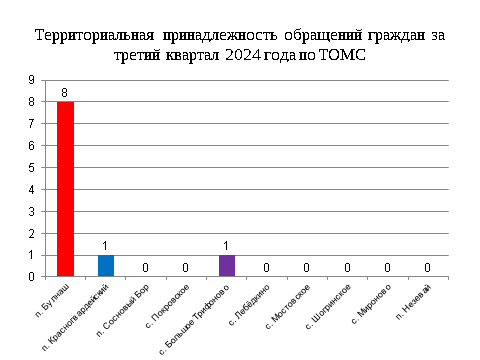 Территориальная принадлежность обращений граждан за
третий квартал 2024 года по ТОМС
9
8
7
6
5
4
3
2
1
0
8
1
0
0
1
0
0
0
0
0
п. Буланаш
п. Красногвардейский
п. Сосновый Бор
с. Покровское
с. Большое Трифоново
с. Лебёдкино
с. Мостовское
с. Шогринское
с. Мироново
п. Незевай